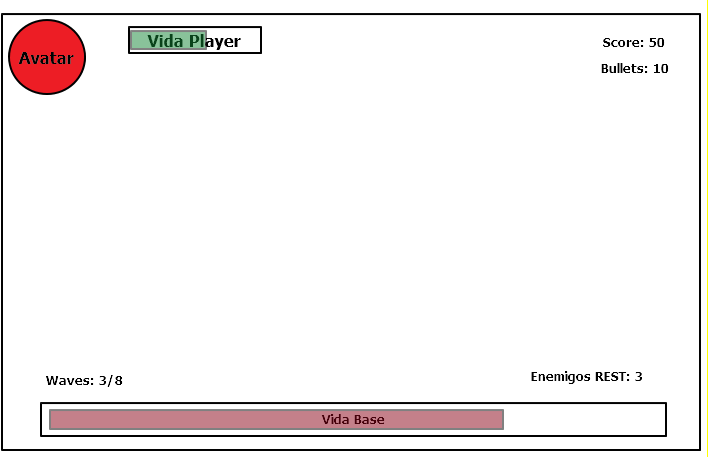 Avatar
Vida Player
Score: 50
Bullets: 10
Waves: 3/8
Enemigos REST: 3
Vida Base